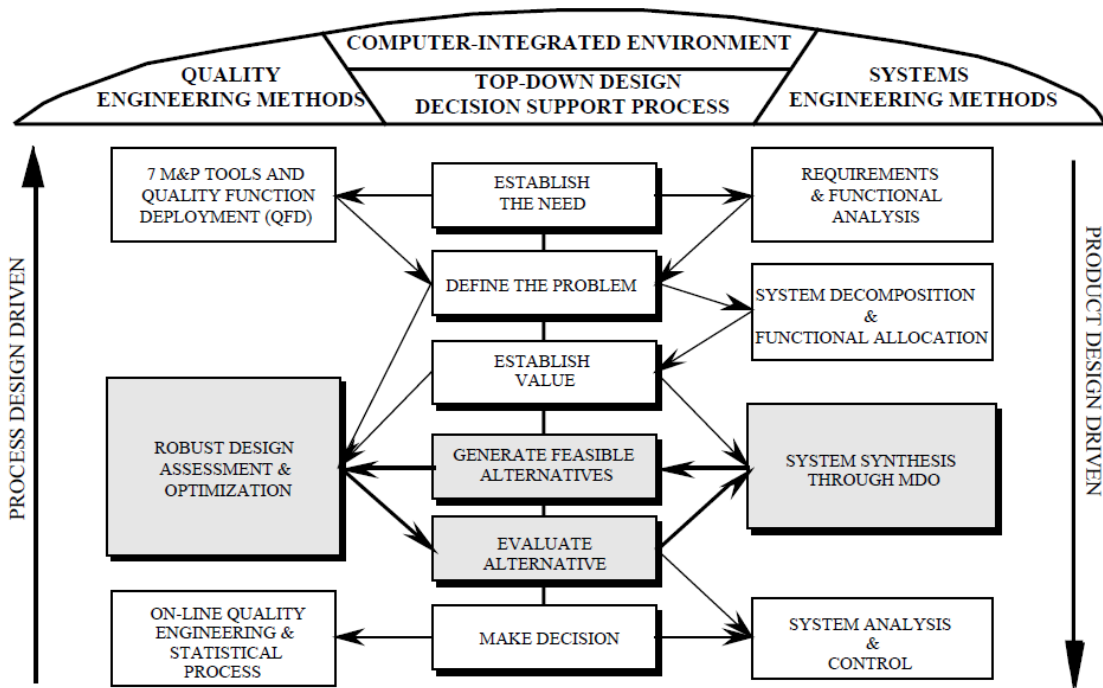 COMPUTER-INTEGRATED ENVIRONMENT
QUALITY
ENGINEERING METHODS
TOP-DOWN DESIGN
DECISION SUPPORT PROCESS
SYSTEMS
ENGINEERING METHODS
PROCESS DESIGN DRIVEN
7 M&P TOOLS AND
QUALITY FUNCTION
DEPLOYMENT (QFD)
ESTABLISH
THE NEED
REQUIREMENTS
& FUNCTIONAL
ANALYSIS
DEFINE THE PROBLEM
SYSTEM DECOMPOSITION
&
FUNCTIONAL ALLOCATION
ESTABLISH
VALUE
ROBUST DESIGN
ASSESSMENT &
OPTIMIZATION
GENERATE FEASIBLE
ALTERNATIVES
SYSTEM SYNTHESIS
THROUGH MDO
EVALUATE
ALTERNATIVE
ON-LINE QUALITY
ENGINEERING &
STATISTICAL
PROCESS
MAKE DECISION
SYSTEM ANALYSIS
&
CONTROL
PRODUCT DESIGN DRIVEN